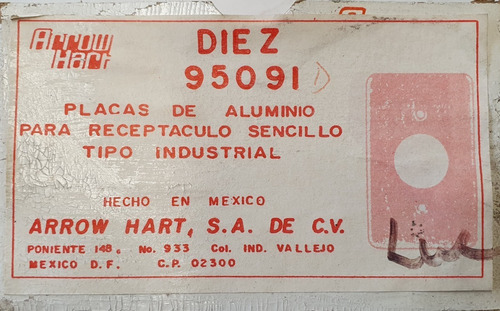 Arrow
Hart
DIEZ
95091
PLACAS DE ALUMINIO
PARA RECEPTACULO SENCILLO
TIPO INDUSTRIAL
HECHO EN MEXICO
ARROW HART, S.A. DE C.V.
PONIENTE 148. No. 933 Col. IND. VALLEJO
MEXICO D.F. C.P. 02300